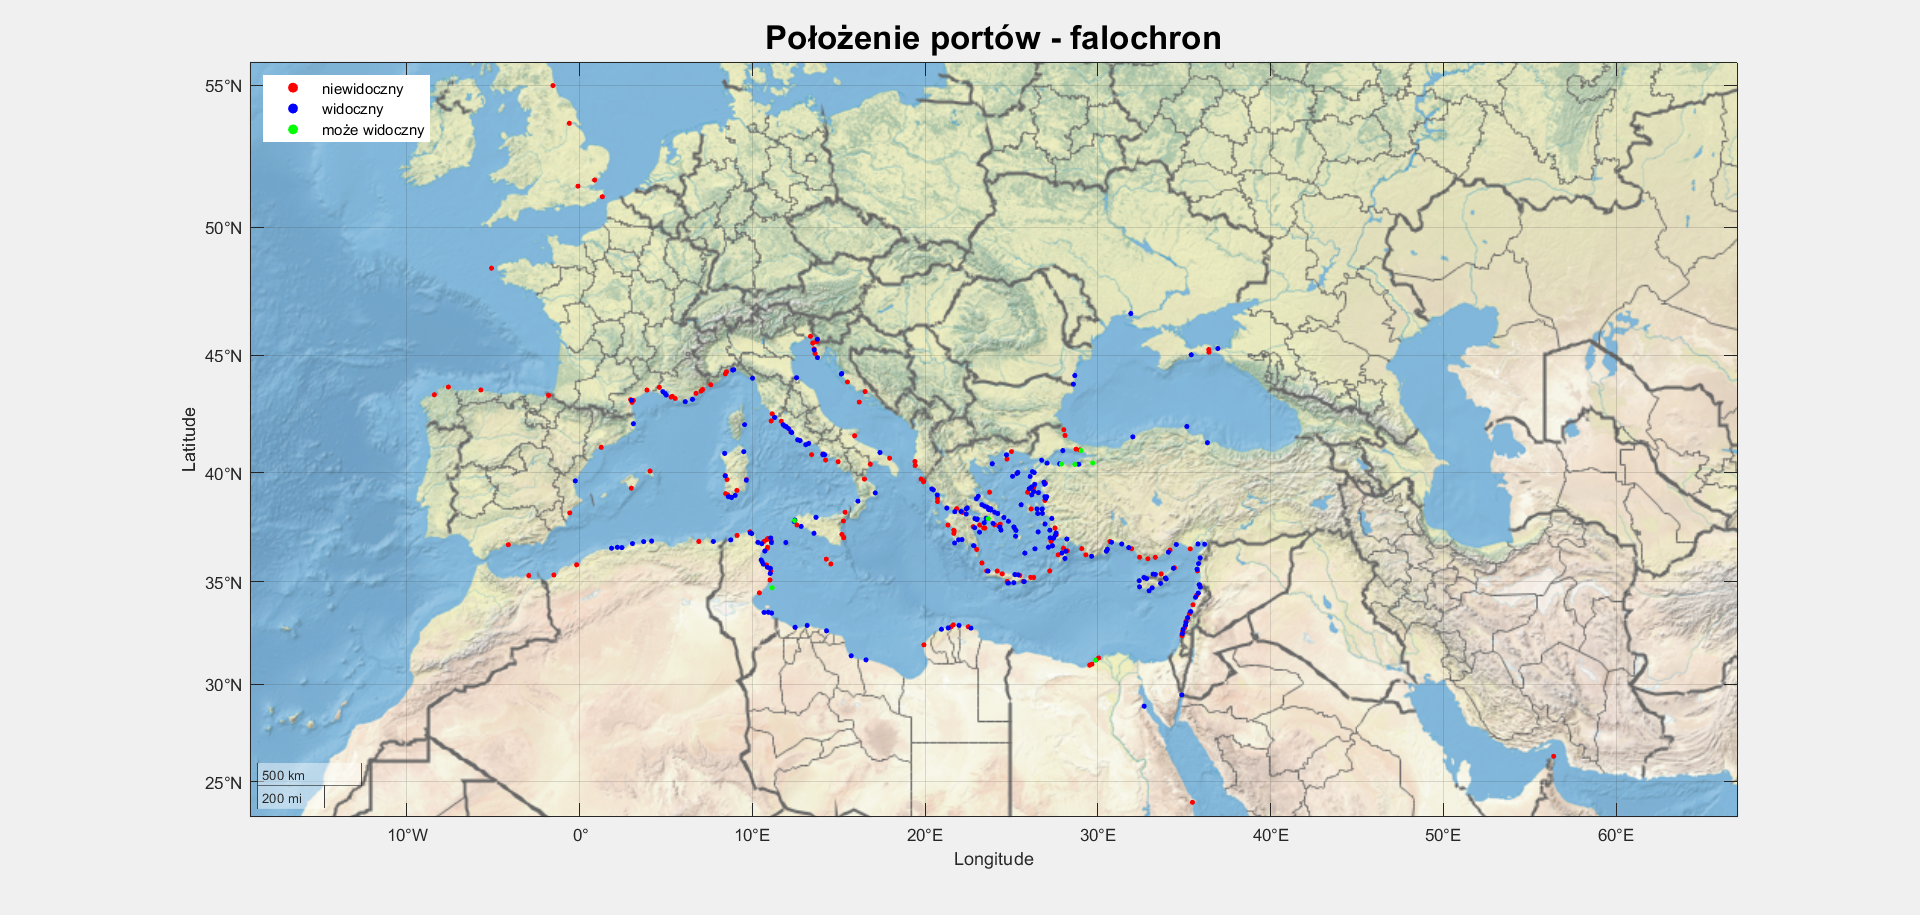 Położenie portów - falochron
niewidoczny
widoczny
może widoczny
55°N
50°N
45°N
40°N
35°N
30°N
25°N
Latitude
500 km
200 mi
10°W
0°
10°E
20°E
30°E
40°E
50°E
60°E
Longitude